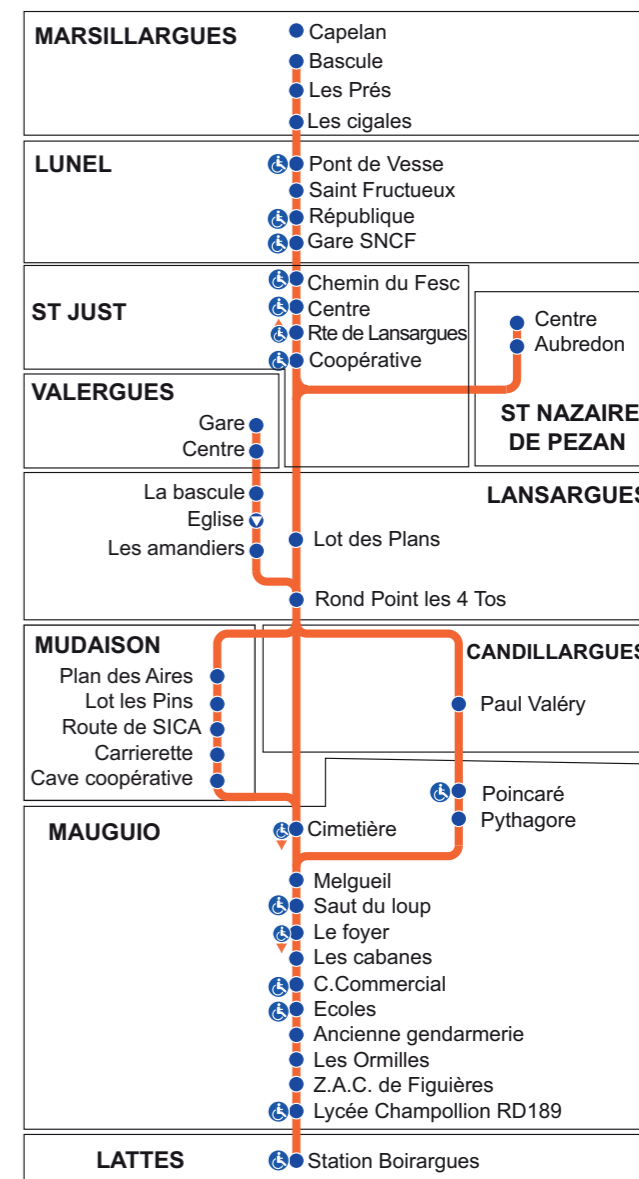 MARSILLARGUES
Capelan
Bascule
Les Prés
Les cigales
LUNEL
Pont de Vesse
Saint Fructueux
République
Gare SNCF
ST JUST
Chemin du Fesc
Centre
Rte de Lansargues
Coopérative
Centre
Aubredon
ST NAZAIRE
DE PEZAN
VALERGUES
Gare
Centre
LANSARGUES
La bascule
Eglise
Les amandiers
Lot des Plans
Rond Point les 4 Tos
MUDAISON
Plan des Aires
Lot les Pins
Route de SICA
Carrierette
Cave coopérative
CANDILLARGUES
Paul Valéry
Poincaré
Pythagore
MAUGUIO
Cimetière
Melgueil
Saut du loup
Le foyer
Les cabanes
C.Commercial
Ecoles
Ancienne gendarmerie
Les Ormilles
Z.A.C. de Figuières
Lycée Champollion RD189
LATTES
Station Boirargues